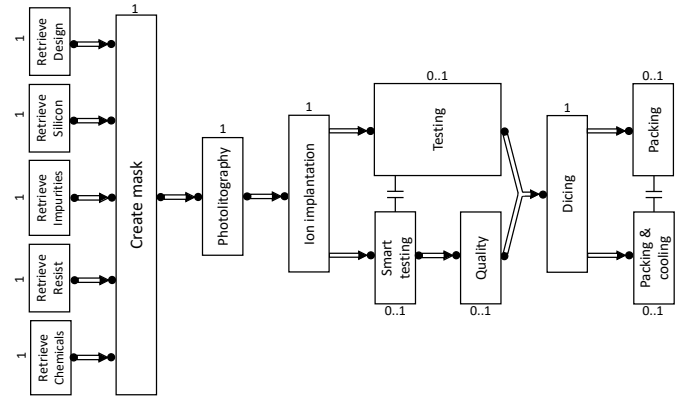 1
Retrieve
Design
1
Retrieve
Silicon
1
Retrieve
Impurities
1
Retrieve
Resist
1
Retrieve
Chemicals
1
Create mask
1
Photolitography
1
Ion implantation
0..1
Testing
Smart
testing
0..1
Quality
0..1
1
Dicing
0..1
Packing
Packing &
cooling
0..1